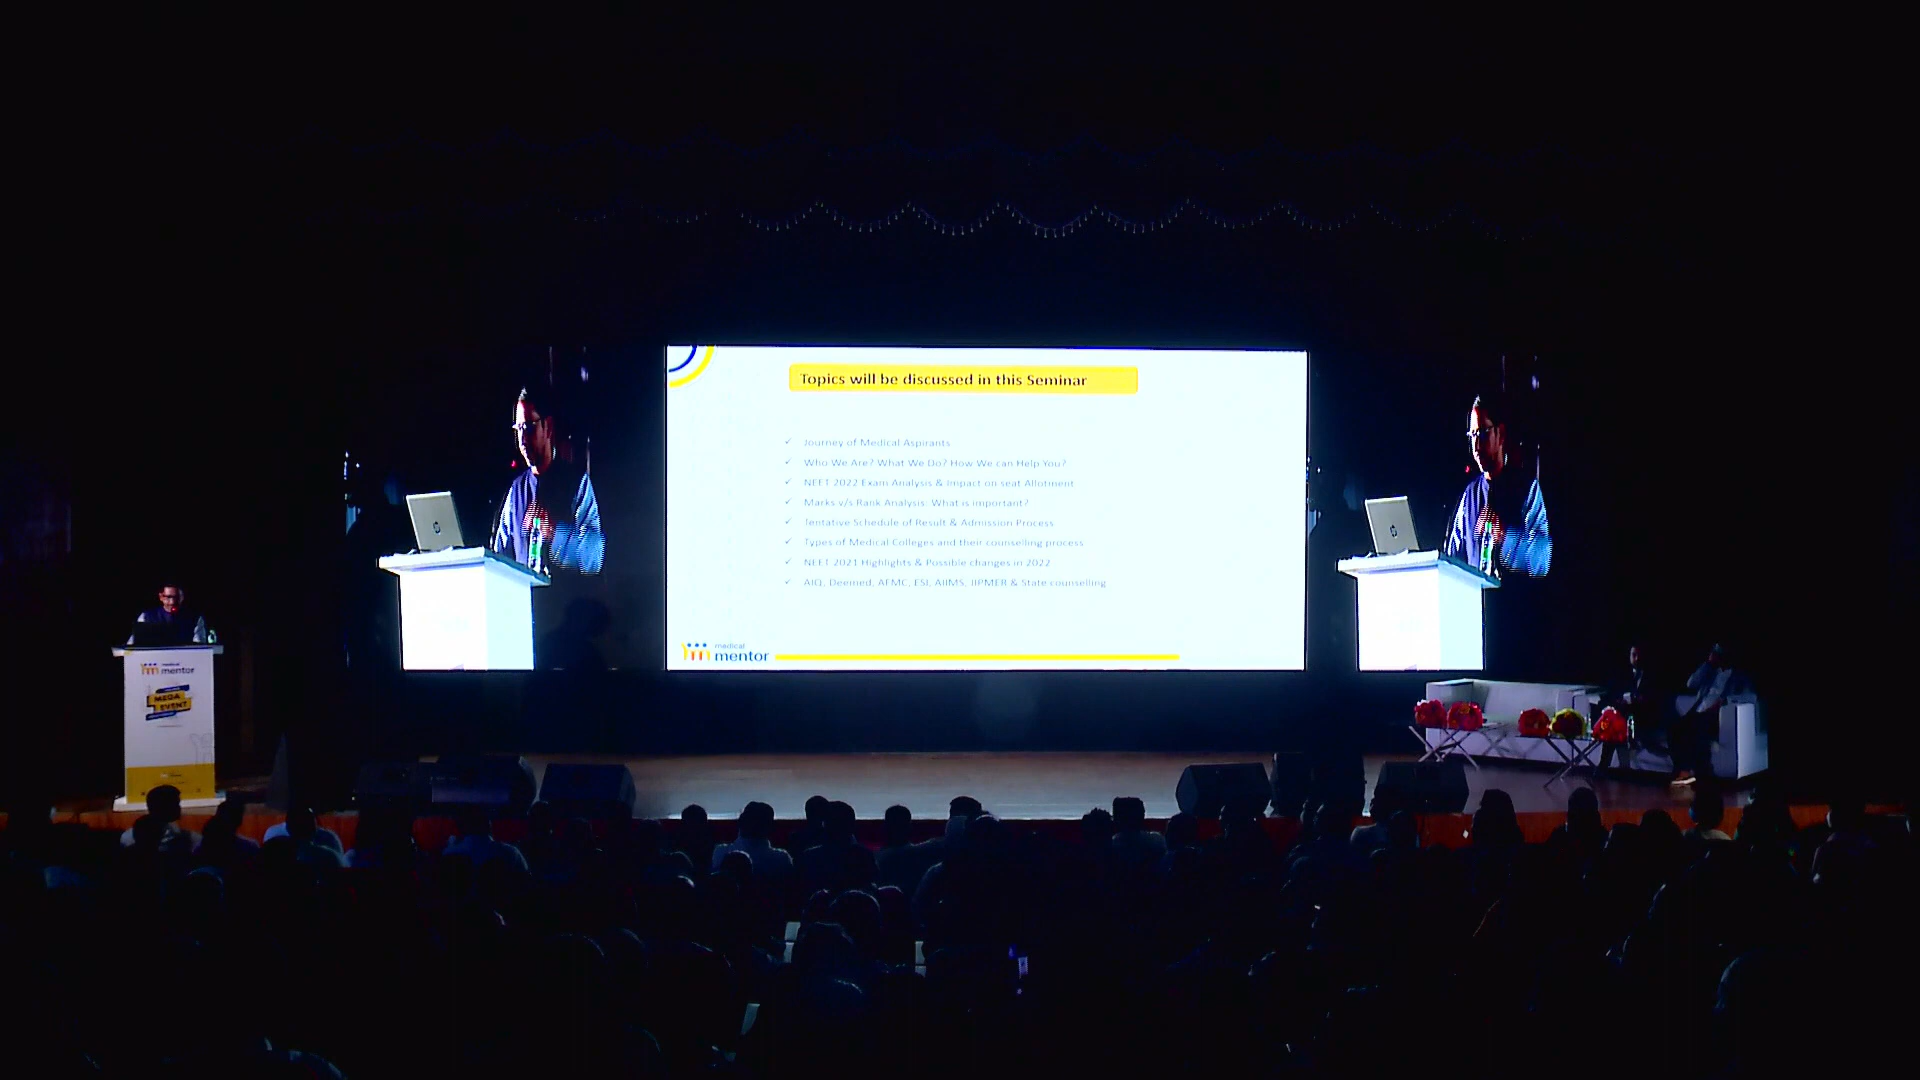 Topics will be discussed in this Seminar
✓ Journey of Medical Aspirants
✓ Who We Are? What We Do? How We can Help You?
✓ NEET 2022 Exam Analysis & Impact on seat Allotment
✓ Marks v/s Rank Analysis: What is important?
✓ Tentative Schedule of Result & Admission Process
✓ Types of Medical Colleges and their counselling process
✓ NEET 2021 Highlights & Possible changes in 2022
✓ AIQ, Deemed, AFMC, ESI, AIIMS, JIPMER & State counselling
medical
mentor
hp
hp
medical
mentor
MEGA
EVENT